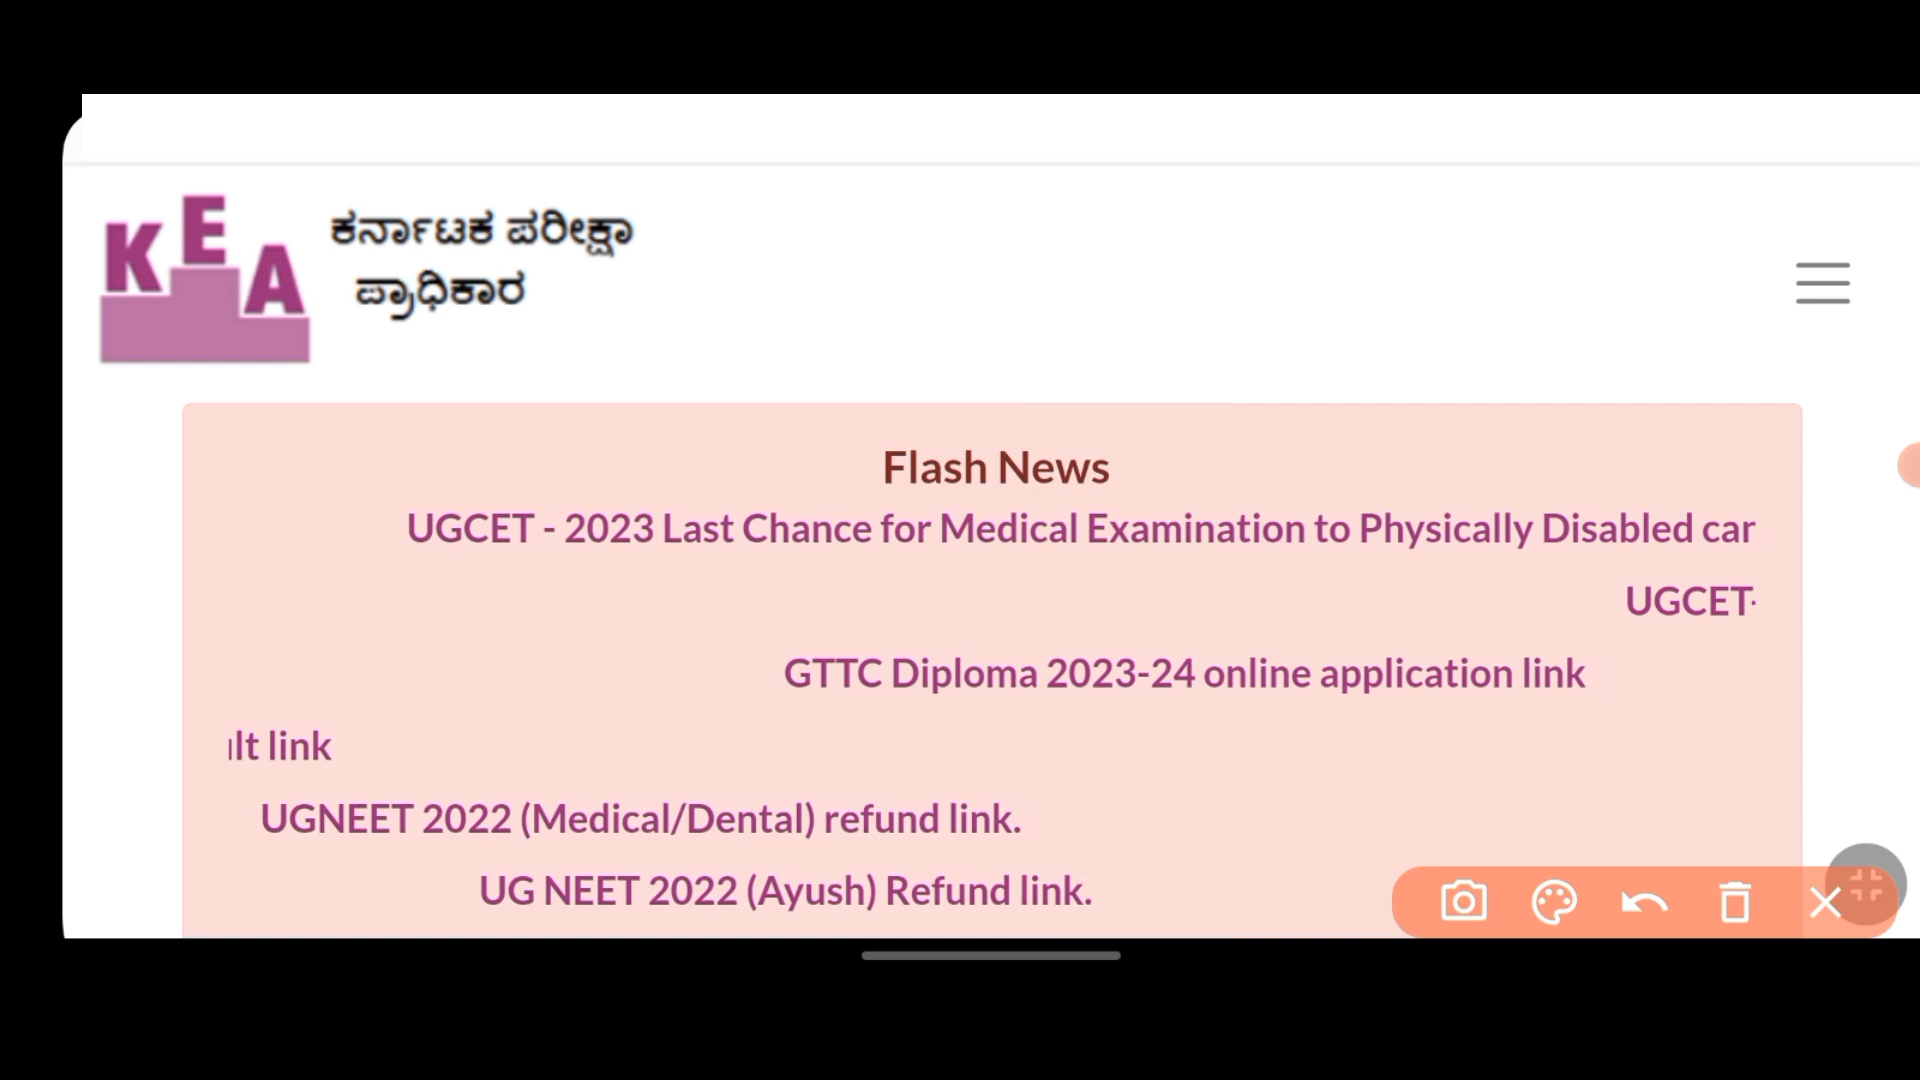 KEA
ಕರ್ನಾಟಕ ಪರೀಕ್ಷಾ
ಪ್ರಾಧಿಕಾರ
Flash News
UGCET - 2023 Last Chance for Medical Examination to Physically Disabled car
UGCET
GTTC Diploma 2023-24 online application link
lt link
UGNEET 2022 (Medical/Dental) refund link.
UG NEET 2022 (Ayush) Refund link.